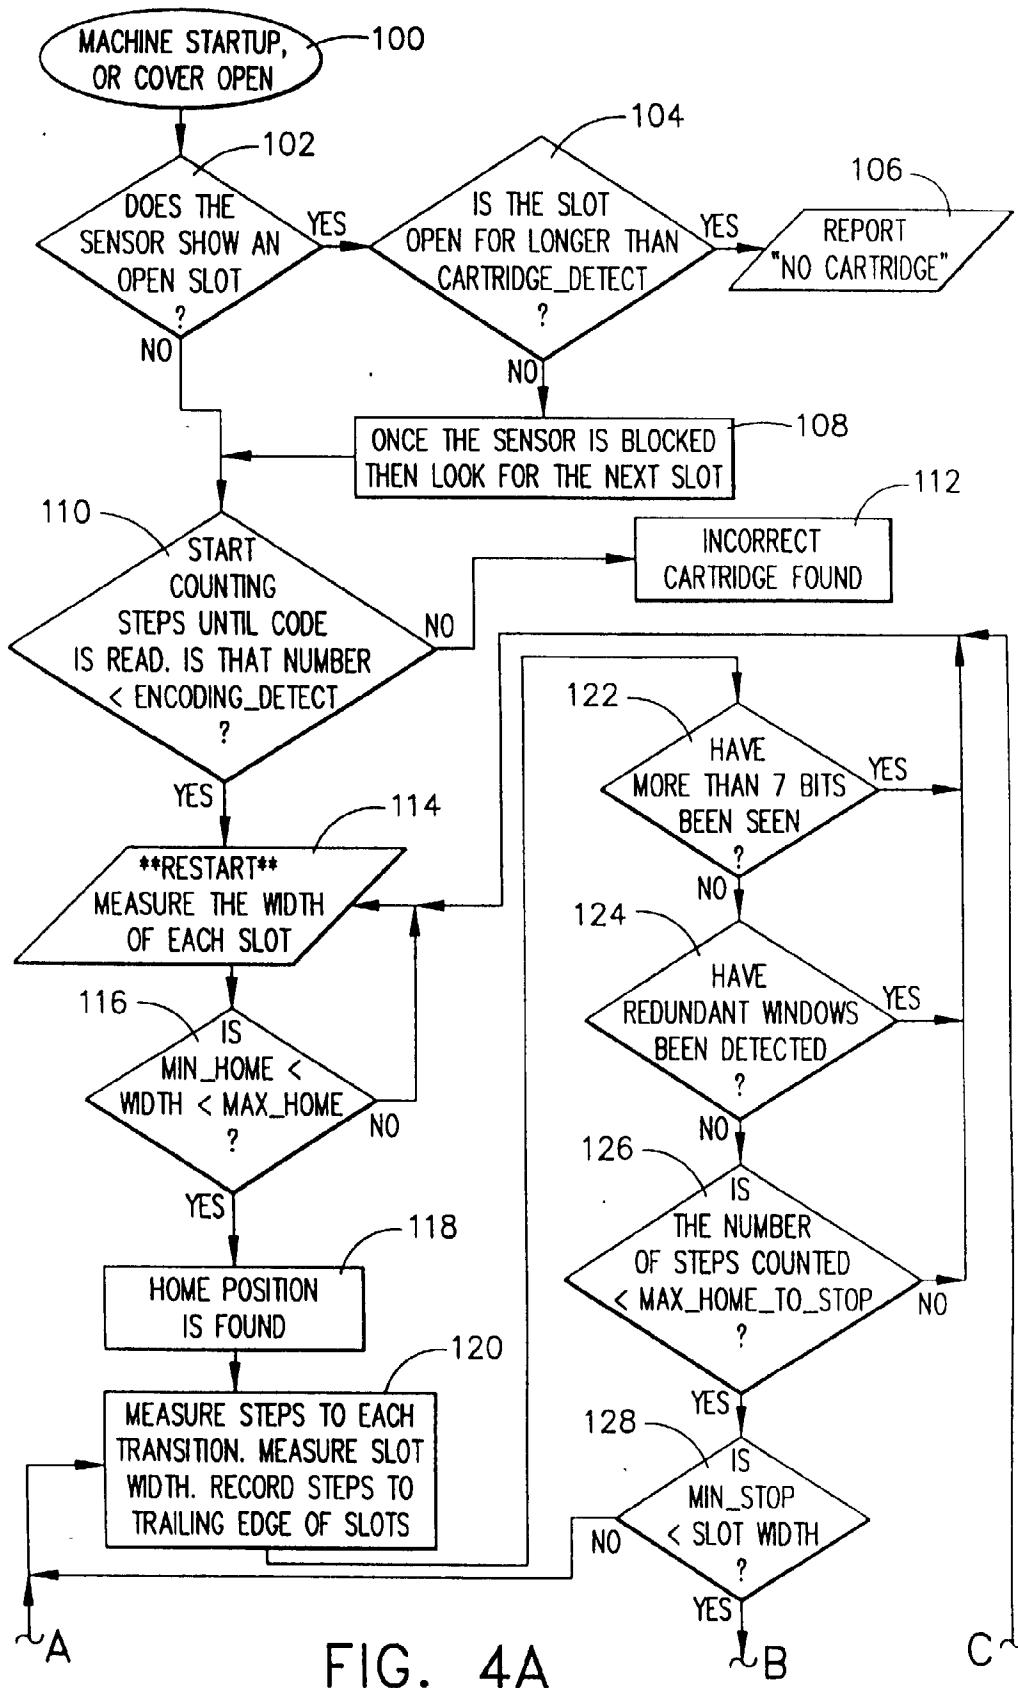 MACHINE STARTUP,
OR COVER OPEN
100
102
DOES THE
SENSOR SHOW AN
OPEN SLOT
?
YES
NO
104
IS THE SLOT
OPEN FOR LONGER THAN
CARTRIDGE_DETECT
?
YES
NO
106
REPORT
"NO CARTRIDGE"
108
ONCE THE SENSOR IS BLOCKED
THEN LOOK FOR THE NEXT SLOT
110
START
COUNTING
STEPS UNTIL CODE
IS READ. IS THAT NUMBER
< ENCODING_DETECT
?
NO
YES
112
INCORRECT
CARTRIDGE FOUND
114
**RESTART**
MEASURE THE WIDTH
OF EACH SLOT
116
IS
MIN_HOME <
WIDTH < MAX_HOME
?
NO
YES
118
HOME POSITION
IS FOUND
120
MEASURE STEPS TO EACH
TRANSITION. MEASURE SLOT
WIDTH. RECORD STEPS TO
TRAILING EDGE OF SLOTS
122
HAVE
MORE THAN 7 BITS
BEEN SEEN
?
YES
NO
124
HAVE
REDUNDANT WINDOWS
BEEN DETECTED
?
YES
NO
126
IS
THE NUMBER
OF STEPS COUNTED
< MAX_HOME_TO_STOP
?
NO
YES
128
IS
MIN_STOP
< SLOT WIDTH
?
NO
YES
A
B
C
FIG. 4A